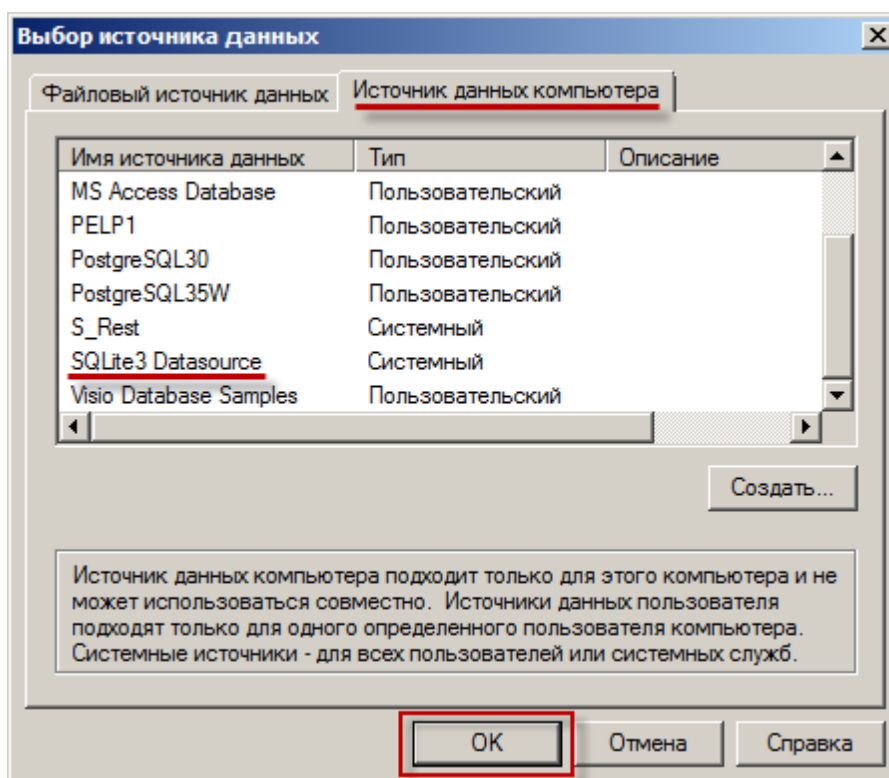 Выбор источника данных
Файловый источник данных Источник данных компьютера
Имя источника данных Тип Описание
MS Access Database Пользовательский
PELP1 Пользовательский
PostgreSQL30 Пользовательский
PostgreSQL35W Пользовательский
S_Rest Системный
SQLite3 Datasource Системный
Visio Database Samples Пользовательский
Создать...
Источник данных компьютера подходит только для этого компьютера и не
может использоваться совместно. Источники данных пользователя
подходят только для одного определенного пользователя компьютера.
Системные источники - для всех пользователей или системных служб.
OK Отмена Справка